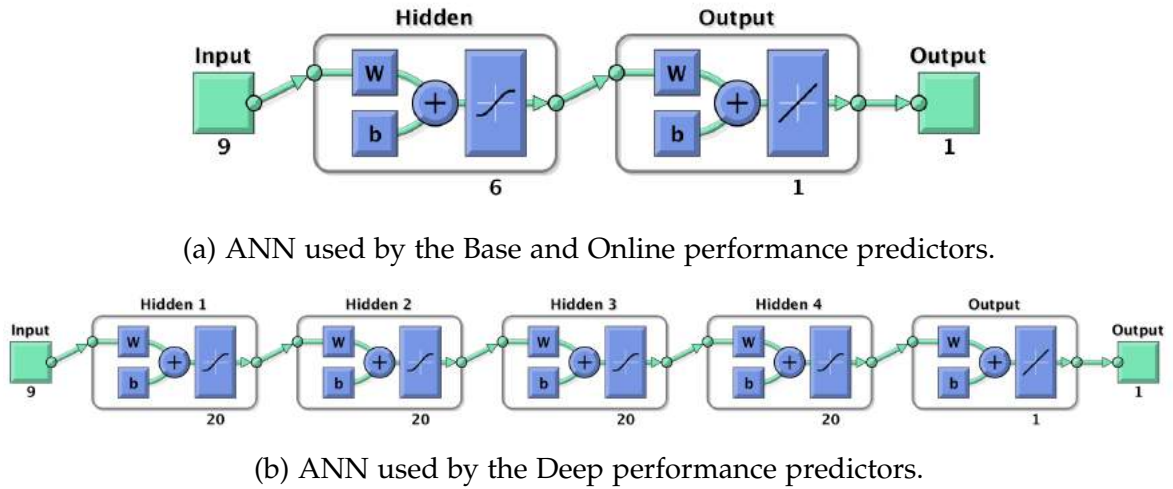 Hidden Output
Input Output
W b + W b +
9 6 1 1
(a) ANN used by the Base and Online performance predictors.
Hidden 1 Hidden 2 Hidden 3 Hidden 4 Output
Input Output
W b + W b + W b + W b + W b +
9 20 20 20 20 1 1
(b) ANN used by the Deep performance predictors.